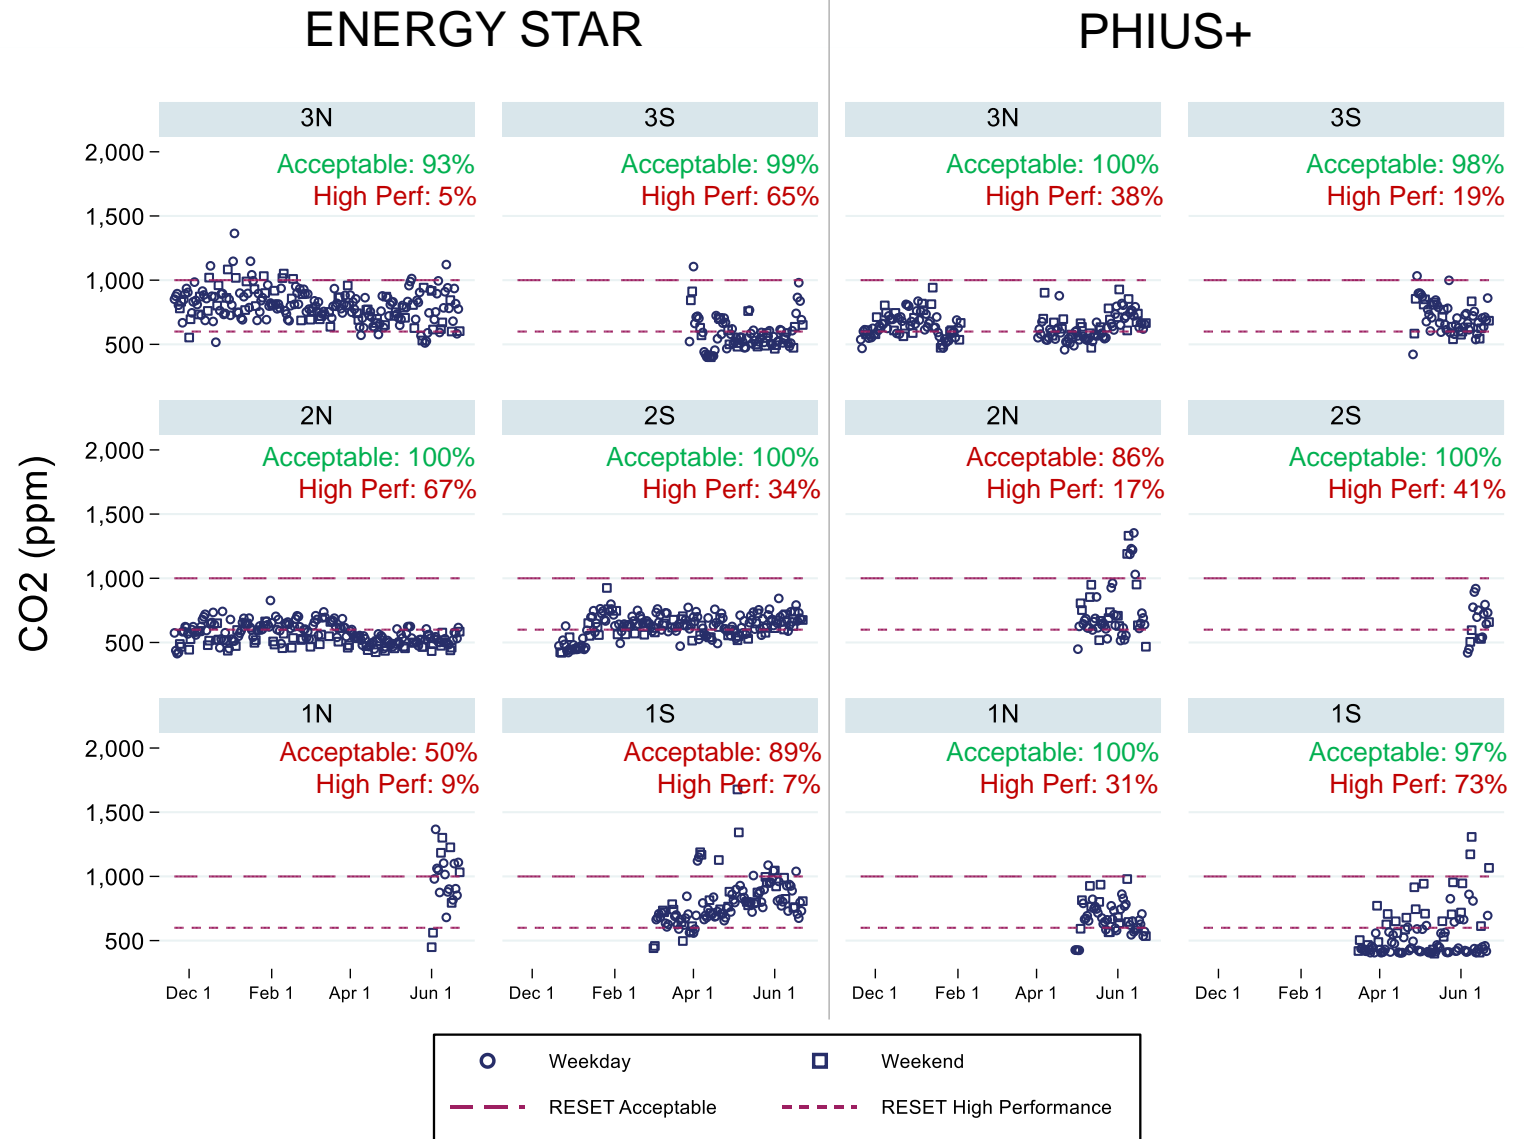 ENERGY STAR PHIUS+
3N 3S 3N 3S
2,000
Acceptable: 93% Acceptable: 99% Acceptable: 100% Acceptable: 98%
High Perf: 5% High Perf: 65% High Perf: 38% High Perf: 19%
1,500
1,000
500
2N 2S 2N 2S
2,000
Acceptable: 100% Acceptable: 100% Acceptable: 86% Acceptable: 100%
High Perf: 67% High Perf: 34% High Perf: 17% High Perf: 41%
1,500
1,000
500
CO2 (ppm)
1N 1S 1N 1S
2,000
Acceptable: 50% Acceptable: 89% Acceptable: 100% Acceptable: 97%
High Perf: 9% High Perf: 7% High Perf: 31% High Perf: 73%
1,500
1,000
500
Dec 1 Feb 1 Apr 1 Jun 1 Dec 1 Feb 1 Apr 1 Jun 1 Dec 1 Feb 1 Apr 1 Jun 1 Dec 1 Feb 1 Apr 1 Jun 1
Weekday Weekend
RESET Acceptable RESET High Performance